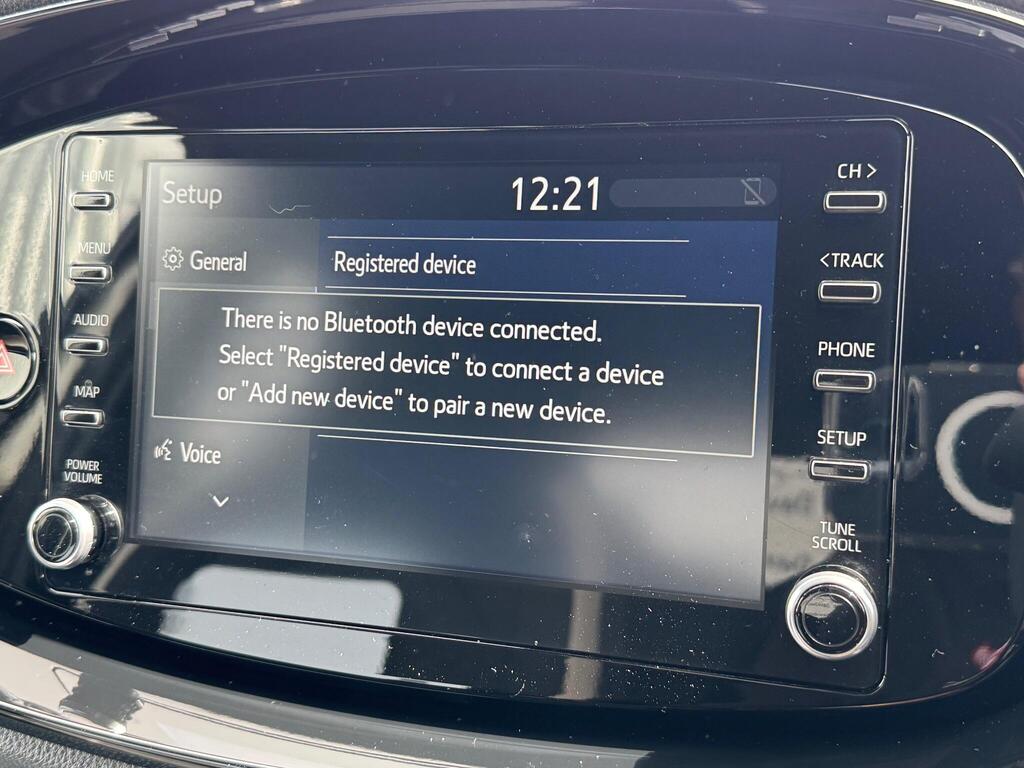 HOME
MENU
AUDIO
MAP
POWER
VOLUME
Setup
12:21
General
Registered device
There is no Bluetooth device connected.
Select "Registered device" to connect a device
or "Add new device" to pair a new device.
Voice
CH >
<TRACK
PHONE
SETUP
TUNE
SCROLL